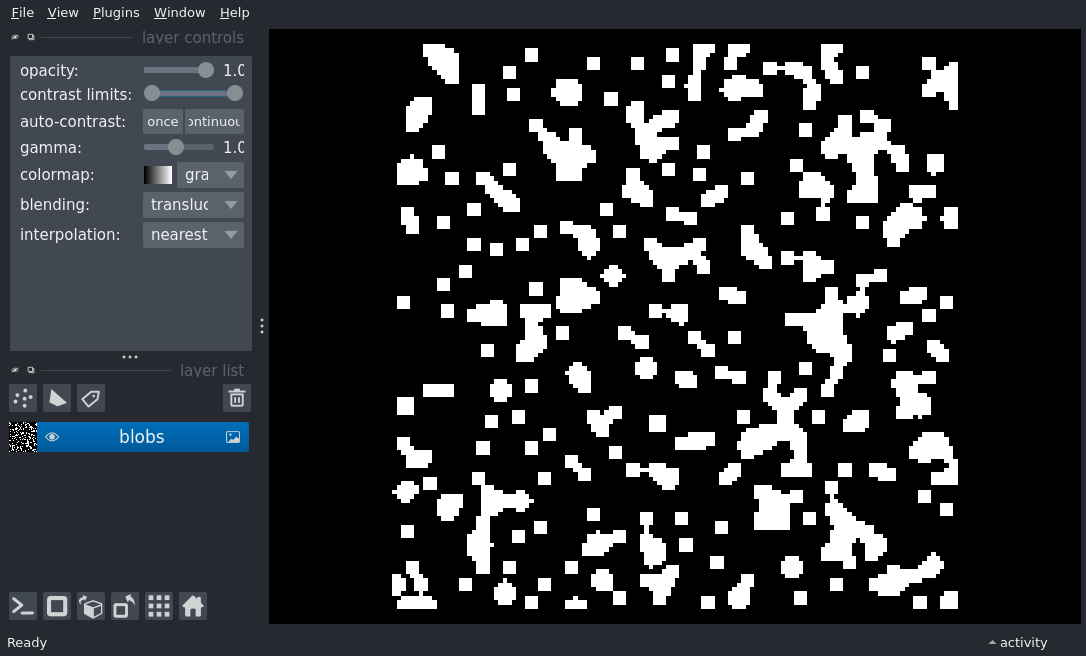 File View Plugins Window Help
layer controls
opacity: 1.0
contrast limits:
auto-contrast: once ontinuou
gamma: 1.0
colormap: gra
blending: transluc
interpolation: nearest
layer list
blobs
Ready
activity